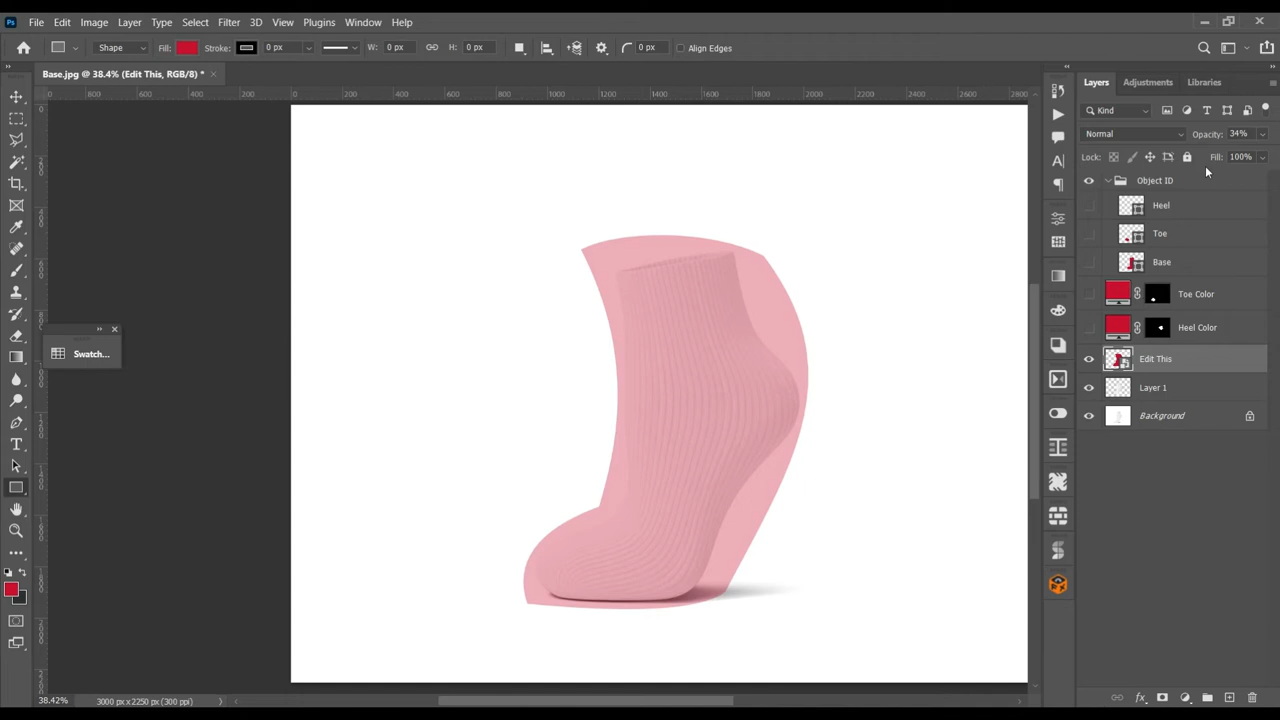 Ps File Edit Image Layer Type Select Filter 3D View Plugins Window Help
Shape Fill: Stroke: 0 px W: 0 px H: 0 px 0 px Align Edges
Base.jpg @ 38.4% (Edit This, RGB/8) *
Layers Adjustments Libraries
800 600 400 200 0 200 400 600 800 1000 1200 1400 1600 1800 2000 2200 2400 2600 2800
Kind
Normal Opacity: 34%
Lock: Fill: 100%
Object ID
Heel
Toe
Base
Toe Color
Heel Color
Edit This
Layer 1
Background
Swatch...
38.42% 3000 px x 2250 px (300 ppi)